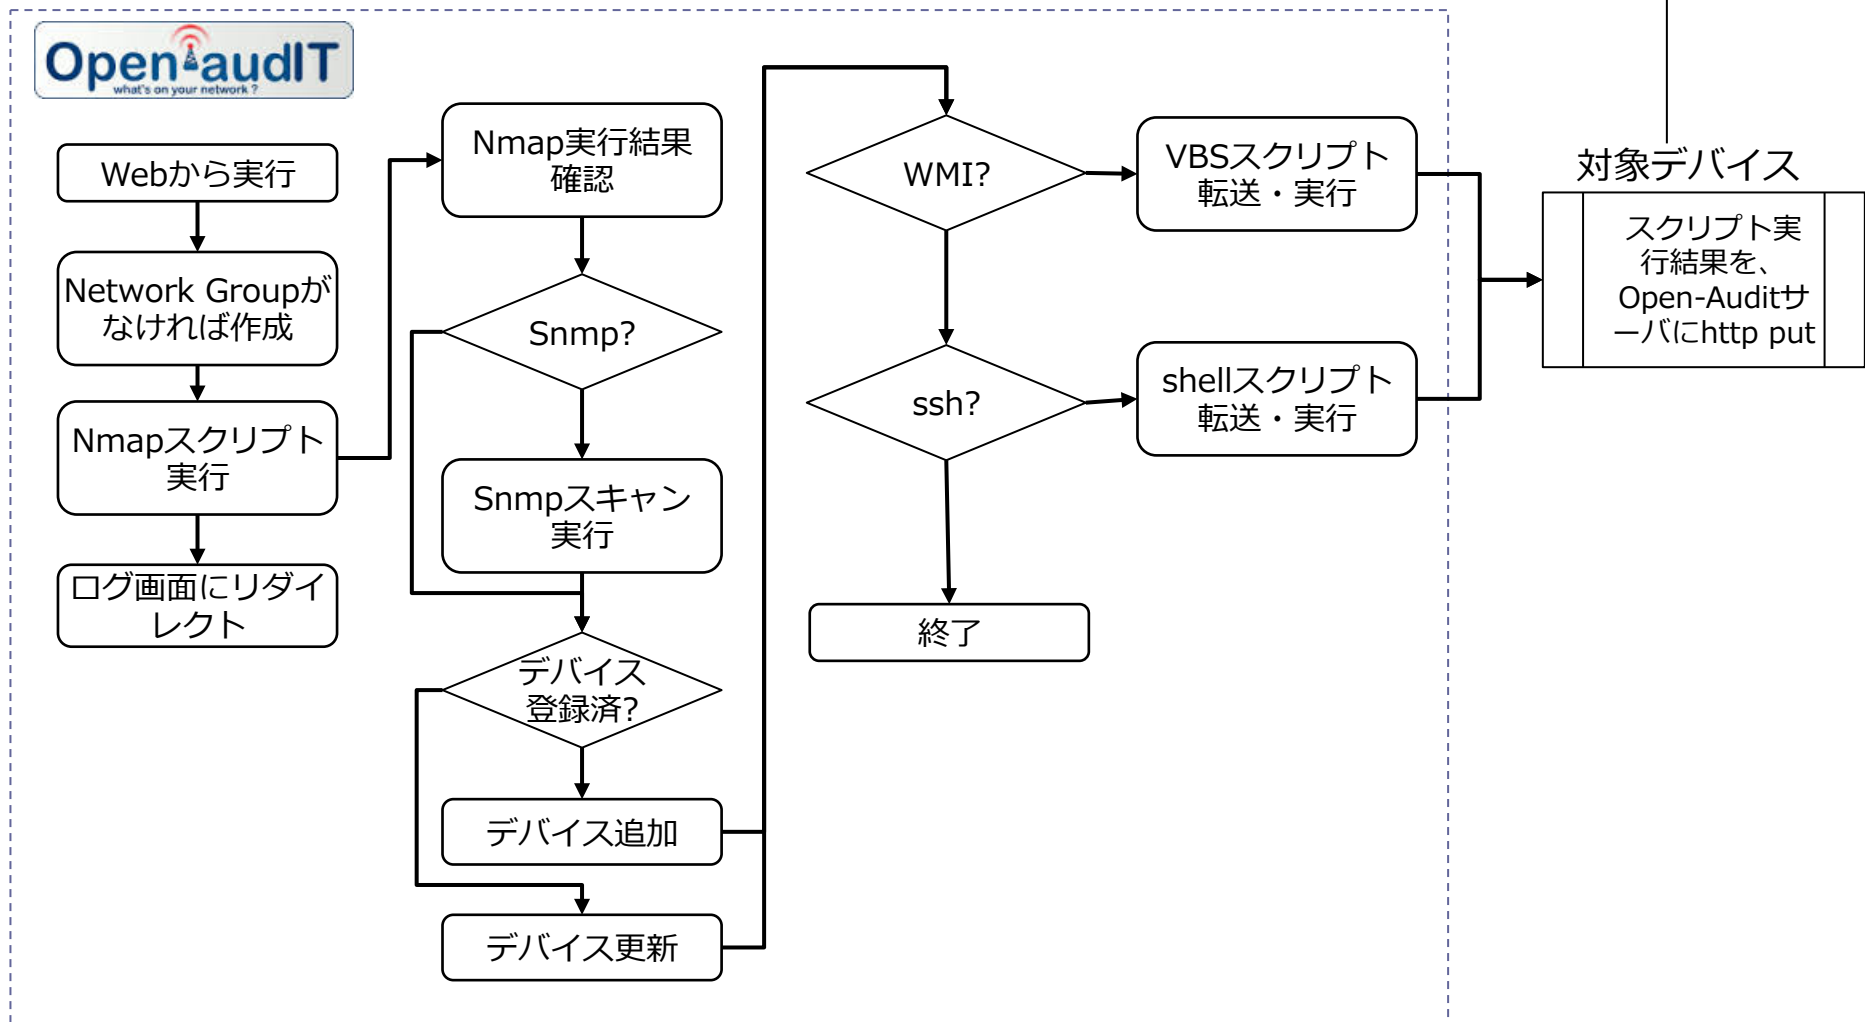 Open-audIT
what's on your network ?
Webから実行
Network Groupが
なければ作成
Nmapスクリプト
実行
ログ画面にリダイ
レクト
Nmap実行結果
確認
Snmp?
Snmpスキャン
実行
デバイス
登録済?
デバイス追加
デバイス更新
WMI?
ssh?
終了
VBSスクリプト
転送・実行
shellスクリプト
転送・実行
対象デバイス
スクリプト実
行結果を、
Open-Auditサ
ーバにhttp put